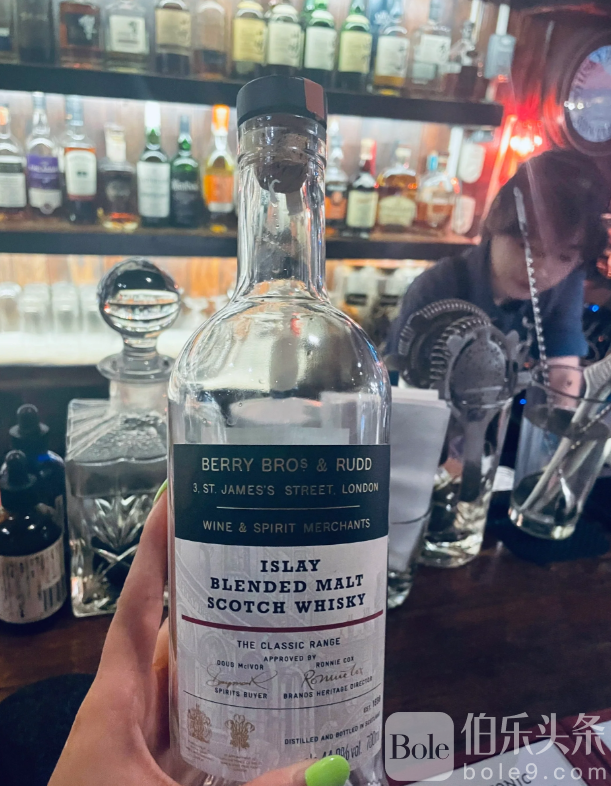 BERRY BROS & RUDD
3, ST. JAMES'S STREET, LONDON
WINE & SPIRIT MERCHANTS
ISLAY
BLENDED MALT
SCOTCH WHISKY
THE CLASSIC RANGE
APPROVED BY
DOUG McIVOR
RONNIE COX
SPIRITS BUYER
BRANDS HERITAGE DIRECTOR
EST. 1698
DISTILLED AND BOTTLED IN
Bole 伯乐头条
bole9.com